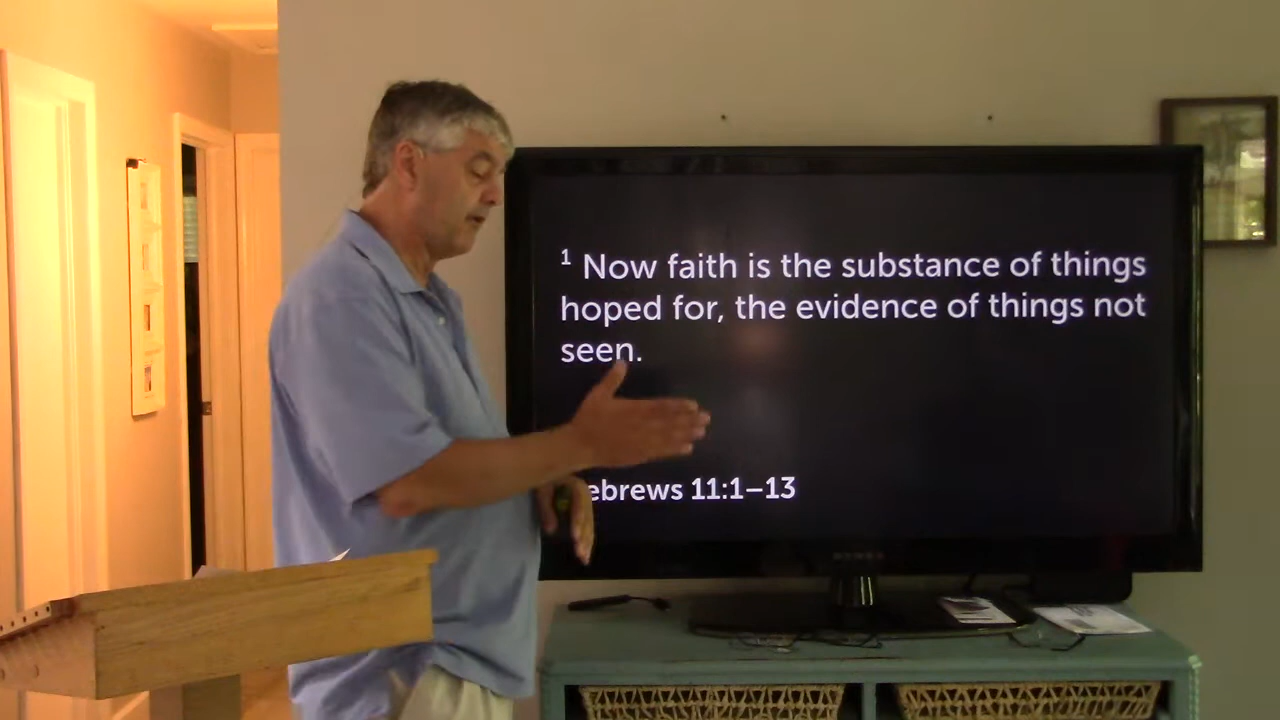 ¹ Now faith is the substance of things
hoped for, the evidence of things not
seen.
ebrews 11:1–13